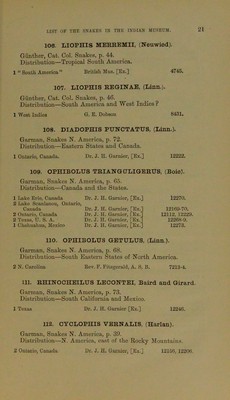 LIST OF THE SNAKES IN THE INDIAN MUSEUM. 21
106. LIOPHIS MERREMII, (Neuwied).
Günther, Cat. Col. Snakes, p. 44.
Distribution—Tropical South America.
1 "South America." British Mus. [Ex.] 4746.
107. LIOPHIS REGINAE, (Linn.).
Günther, Cat. Col. Snakes, p. 46.
Distribution—South America and West Indies?
1 West Indies G. E. Dobson 8431.
108. DIADOPHIS PUNCTATUS, (Linn.).
Garman, Snakes N. America, p. 72.
Distribution—Eastern States and Canada.
1 Ontario, Canada. Dr. J. H. Garnier, [Ex.] 12222.
109. OPHIBOLUS TRIANGULIGERUS, (Boie).
Garman, Snakes N. America, p. 65.
Distribution—Canada and the States.
1 Lake Erie, Canada Dr. J. H. Garnier, [Ex.] 12270.
2 Lake Scudamon, Ontario,
Canada Dr. J. H. Garnier, [Ex.] 12169-70.
2 Ontario, Canada Dr. J. H. Garnier, [Ex.] 12112, 12229.
2 Texas, U. S. A. Dr. J. H. Garnier, [Ex.] 12268-9.
1 Chehuahua, Mexico Dr. J. H. Garnier, [Ex.] 12273.
110. OPHIBOLUS GETULUS, (Linn.).
Garman, Snakes N. America, p. 68.
Distribution—South Eastern States of North America.
2 N. Carolina Rev. F. Fitzgerald, A. S. B. 7213-4.
111. RHINOCHEILUS LECONTEI, Baird and Girard.
Garman, Snakes N. America, p. 73.
Distribution—South California and Mexico.
1 Texas Dr. J. H. Garnier [Ex.] 12246.
112. CYCLOPHIS VERNALIS, (Harlan).
Garman, Snakes N. America, p. 39.
Distribution—N. America, east of the Rocky Mountains.
2 Ontario, Canada Dr. J. H. Garnier, [Ex.] 12150, 12206.